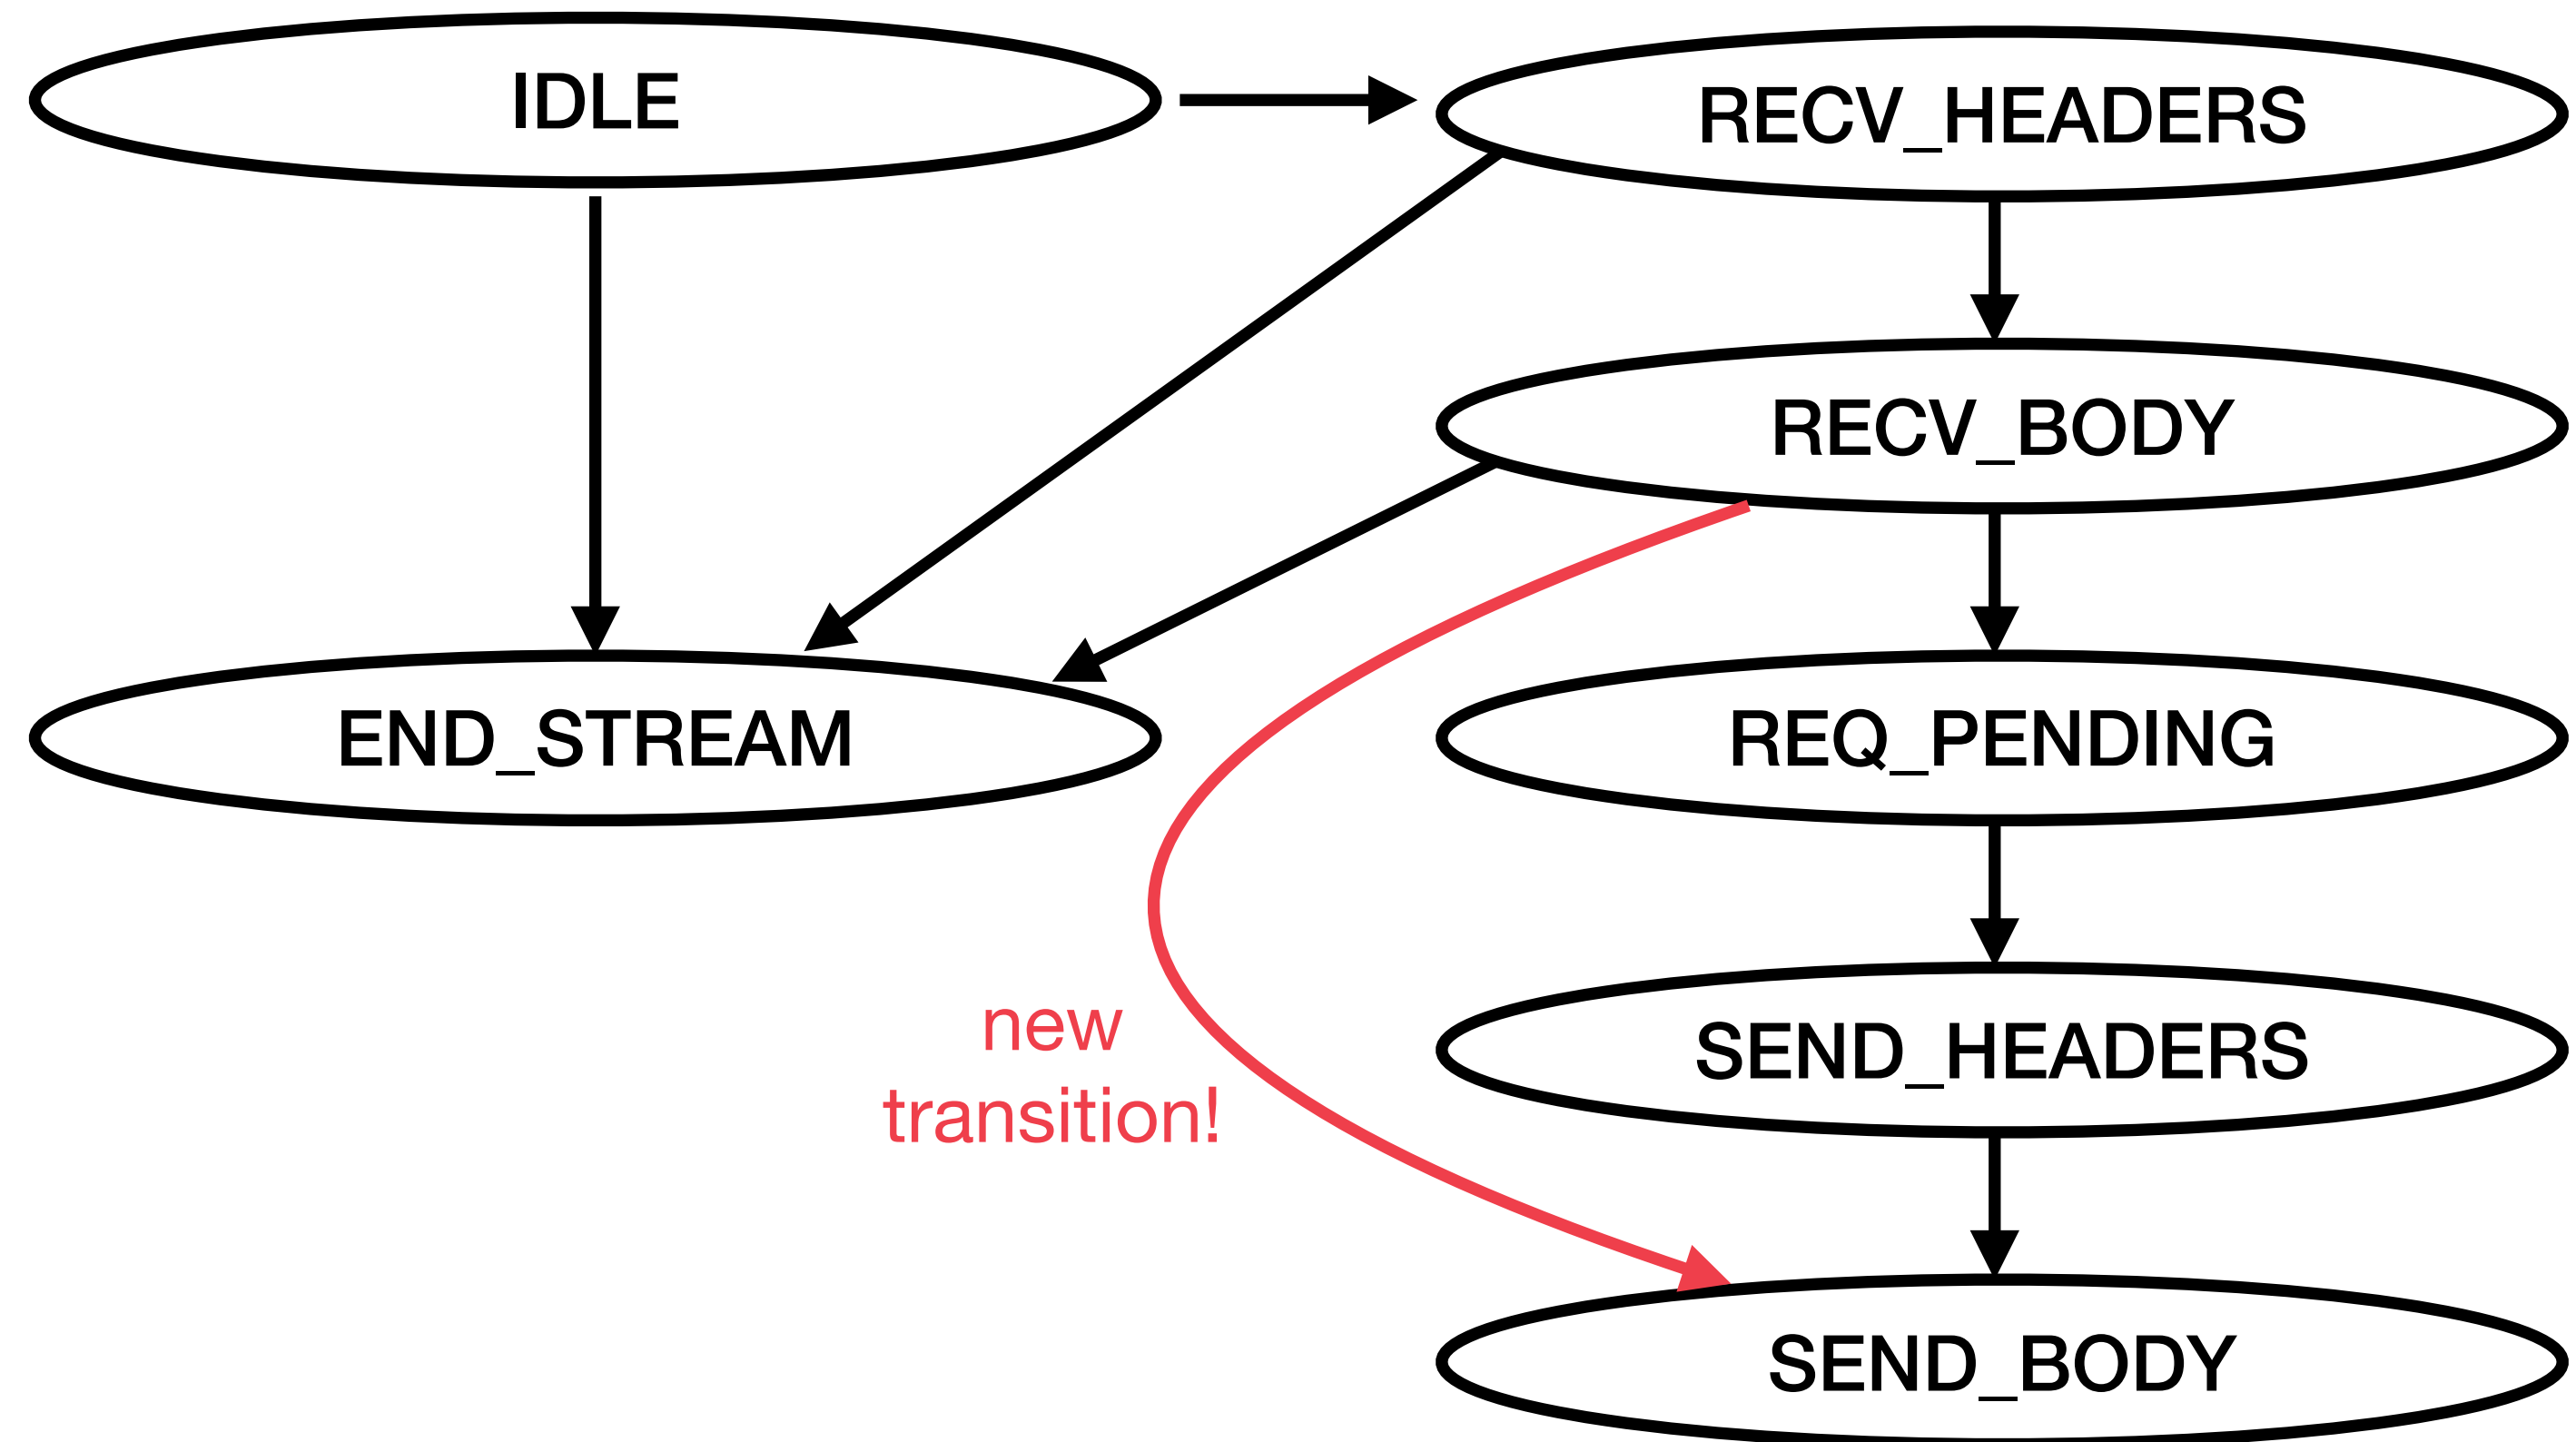 IDLE
RECV_HEADERS
RECV_BODY
END_STREAM
REQ_PENDING
new
transition!
SEND_HEADERS
SEND_BODY